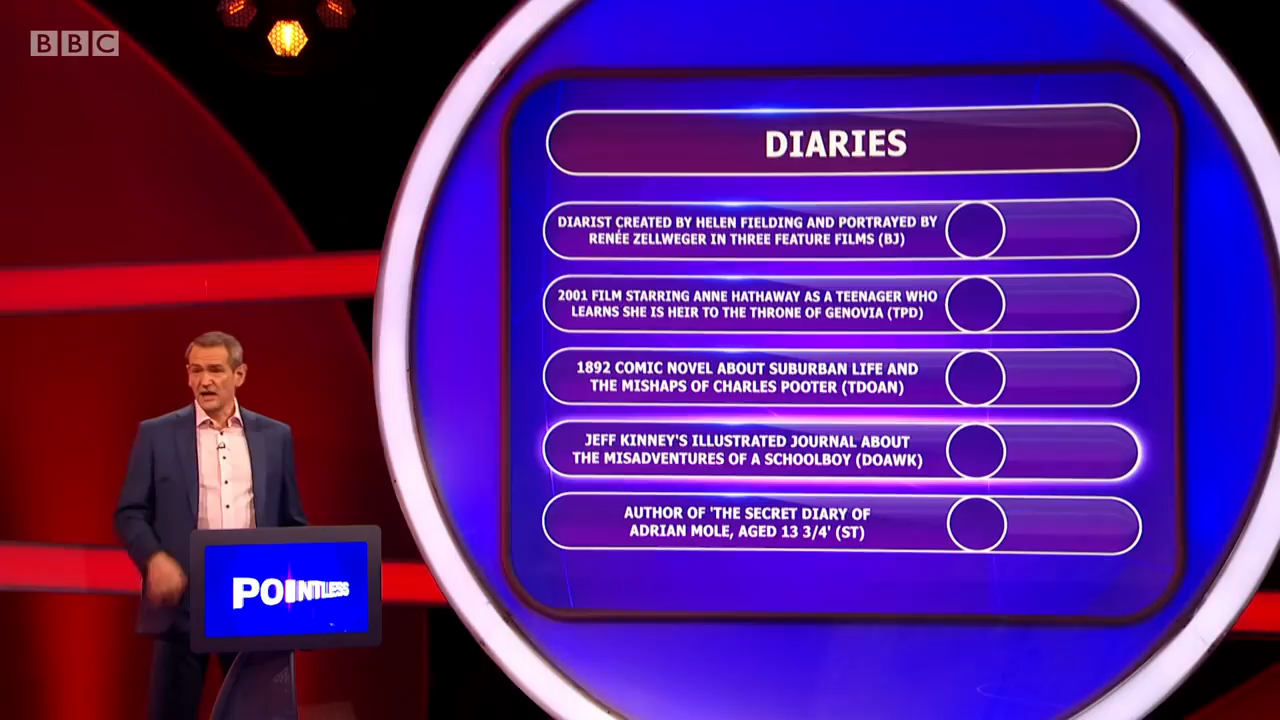 BBC
DIARIES
DIARIST CREATED BY HELEN FIELDING AND PORTRAYED BY
RENÉE ZELLWEGER IN THREE FEATURE FILMS (BJ)
2001 FILM STARRING ANNE HATHAWAY AS A TEENAGER WHO
LEARNS SHE IS HEIR TO THE THRONE OF GENOVIA (TPD)
1892 COMIC NOVEL ABOUT SUBURBAN LIFE AND
THE MISHAPS OF CHARLES POOTER (TDOAN)
JEFF KINNEY'S ILLUSTRATED JOURNAL ABOUT
THE MISADVENTURES OF A SCHOOLBOY (DOAWK)
AUTHOR OF 'THE SECRET DIARY OF
ADRIAN MOLE, AGED 13 3/4' (ST)
POINTLESS